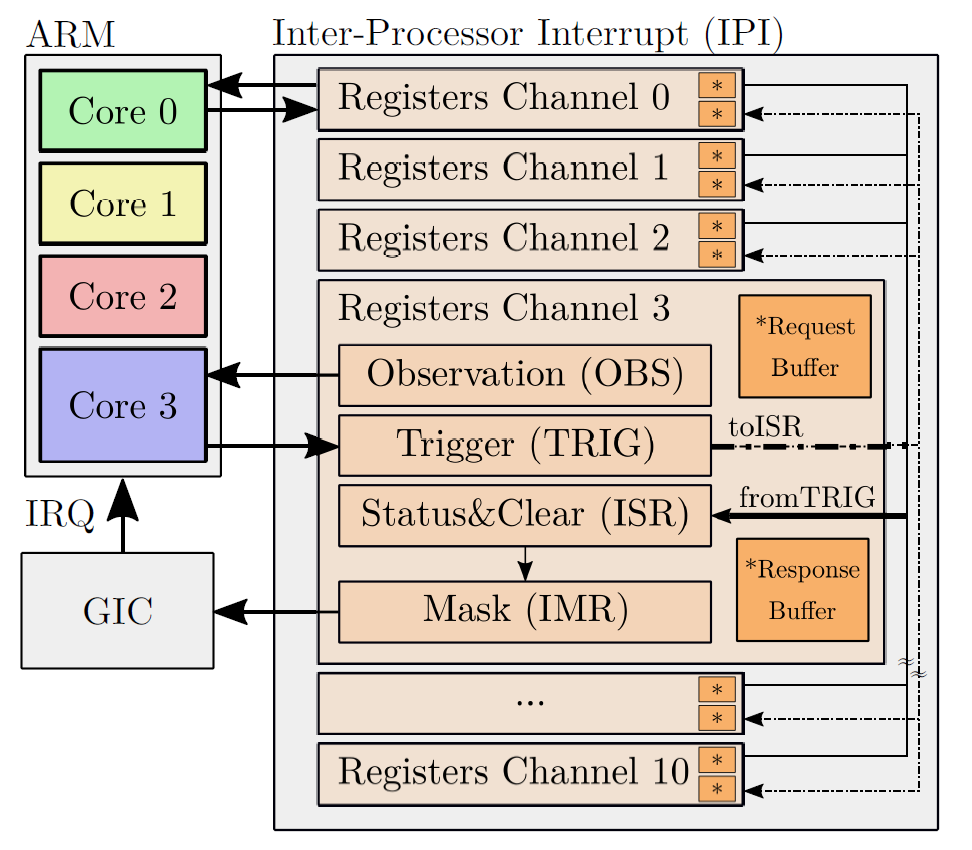 ARM
Inter-Processor Interrupt (IPI)
Core 0
Core 1
Core 2
Core 3
IRQ
GIC
Registers Channel 0
*
*
Registers Channel 1
*
*
Registers Channel 2
*
*
Registers Channel 3
*Request
Buffer
Observation (OBS)
Trigger (TRIG)
toISR
Status&Clear (ISR)
fromTRIG
Mask (IMR)
*Response
Buffer
≈
≈
...
*
*
Registers Channel 10
*
*